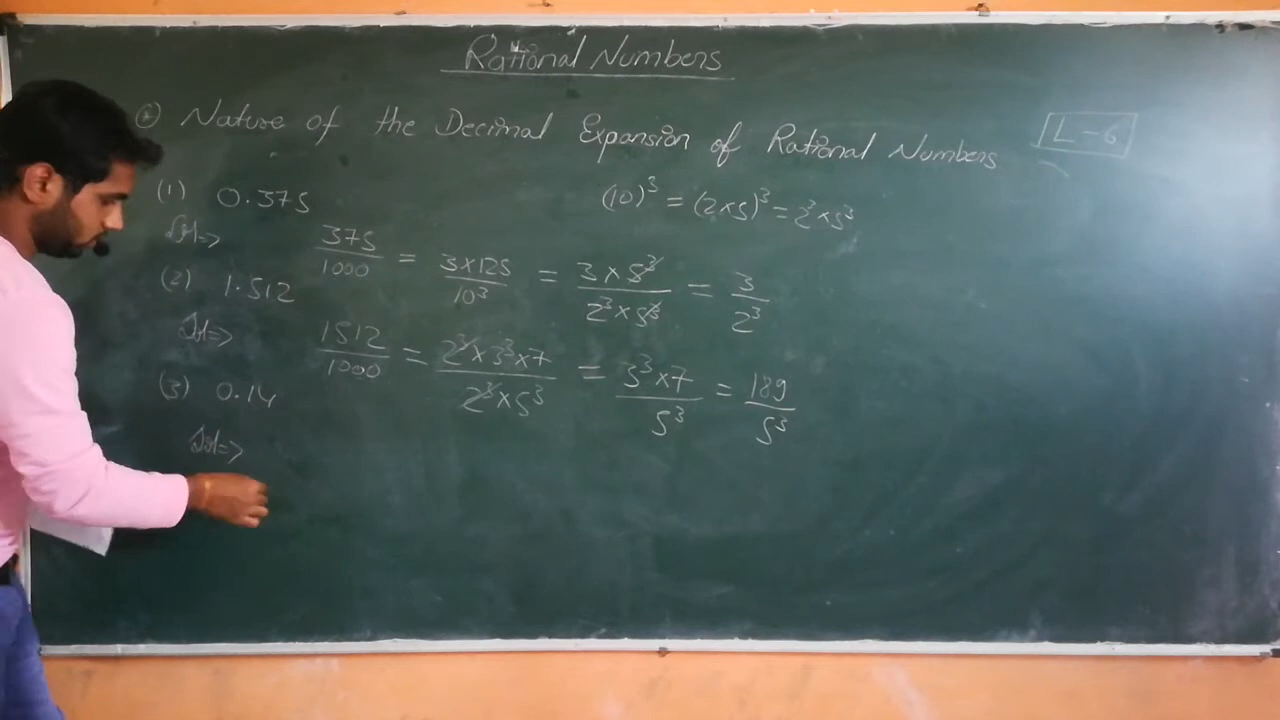 Rational Numbers
* Nature of the Decimal Expansion of Rational Numbers
L-6
(1) 0.375
(10)³ = (2×5)³ = 2³×5³
Sol=> 375/1000 = 3×125/10³ = 3×5³/2³×5³ = 3/2³
(2) 1.512
Sol=> 1512/1000 = 2³×3³×7/2³×5³ = 3³×7/5³ = 189/5³
(3) 0.14
Sol=>